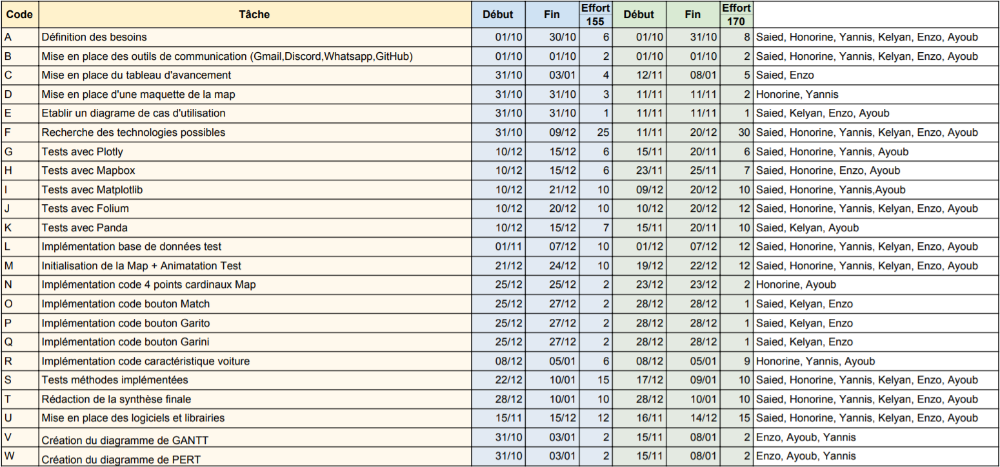 Code Tâche Début Fin Effort 155 Début Fin Effort 170
A Définition des besoins 01/10 30/10 6 01/10 31/10 8 Saied, Honorine, Yannis, Kelyan, Enzo, Ayoub
B Mise en place des outils de communication (Gmail,Discord,Whatsapp,GitHub) 01/10 01/10 2 01/10 01/10 2 Saied, Honorine, Yannis, Kelyan, Enzo, Ayoub
C Mise en place du tableau d'avancement 31/10 03/01 4 12/11 08/01 5 Saied, Enzo
D Mise en place d'une maquette de la map 31/10 31/10 3 11/11 11/11 2 Honorine, Yannis
E Etablir un diagrame de cas d'utilisation 31/10 31/10 1 11/11 11/11 1 Saied, Kelyan, Enzo, Ayoub
F Recherche des technologies possibles 31/10 09/12 25 11/11 20/12 30 Saied, Honorine, Yannis, Kelyan, Enzo, Ayoub
G Tests avec Plotly 10/12 15/12 6 15/11 20/11 6 Saied, Honorine, Yannis, Ayoub
H Tests avec Mapbox 10/12 15/12 6 23/11 25/11 7 Saied, Honorine, Enzo, Ayoub
I Tests avec Matplotlib 10/12 21/12 10 09/12 20/12 10 Saied, Honorine, Yannis,Ayoub
J Tests avec Folium 10/12 20/12 10 10/12 20/12 12 Saied, Honorine, Yannis, Kelyan, Enzo, Ayoub
K Tests avec Panda 10/12 15/12 7 15/11 20/11 10 Saied, Kelyan, Ayoub
L Implémentation base de données test 01/11 07/12 10 01/12 07/12 12 Saied, Honorine, Yannis, Kelyan, Enzo, Ayoub
M Initialisation de la Map + Animatation Test 21/12 24/12 10 19/12 22/12 12 Saied, Honorine, Yannis, Kelyan, Enzo, Ayoub
N Implémentation code 4 points cardinaux Map 25/12 25/12 2 23/12 23/12 2 Honorine, Ayoub
O Implémentation code bouton Match 25/12 27/12 2 28/12 28/12 1 Saied, Kelyan, Enzo
P Implémentation code bouton Garito 25/12 27/12 2 28/12 28/12 1 Saied, Kelyan, Enzo
Q Implémentation code bouton Garini 25/12 27/12 2 28/12 28/12 1 Saied, Kelyan, Enzo
R Implémentation code caractéristique voiture 08/12 05/01 6 08/12 05/01 9 Honorine, Yannis, Ayoub
S Tests méthodes implémentées 22/12 10/01 15 17/12 09/01 10 Saied, Honorine, Yannis, Kelyan, Enzo, Ayoub
T Rédaction de la synthèse finale 28/12 10/01 10 28/12 10/01 10 Saied, Honorine, Yannis, Kelyan, Enzo, Ayoub
U Mise en place des logiciels et librairies 15/11 15/12 12 16/11 14/12 15 Saied, Honorine, Yannis, Kelyan, Enzo, Ayoub
V Création du diagramme de GANTT 31/10 03/01 2 15/11 08/01 2 Enzo, Ayoub, Yannis
W Création du diagramme de PERT 31/10 03/01 2 15/11 08/01 2 Enzo, Ayoub, Yannis